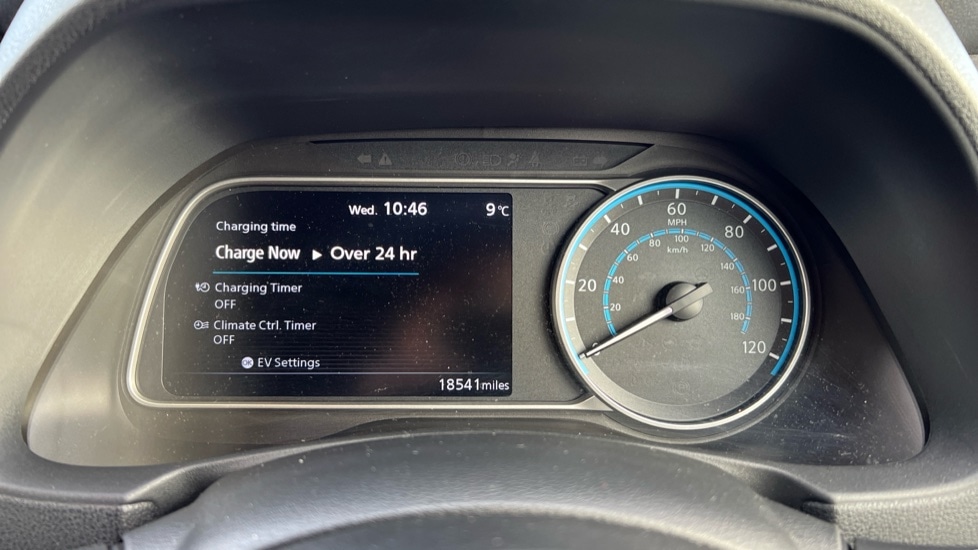 Wed. 10:46 9°C
Charging time
Charge Now ▶ Over 24 hr
Charging Timer
OFF
Climate Ctrl. Timer
OFF
OK EV Settings
18541 miles
0 20 40 60 80 100 120
MPH
20 40 60 80 100 120 140 160 180
km/h